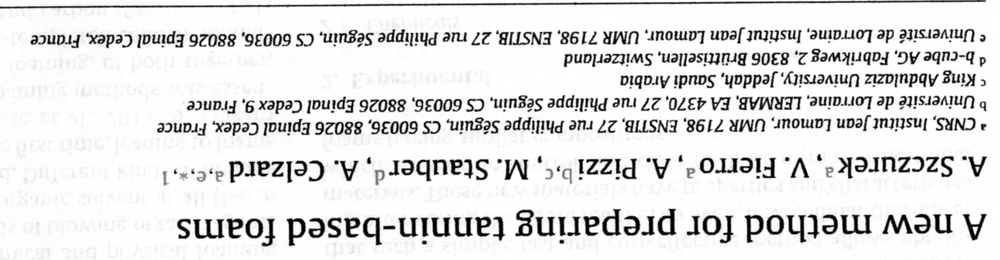 A new method for preparing tannin-based foams
A. Szczurek a, V. Fierro a, A. Pizzi b,c, M. Stauber d, A. Celzard a,e,*,1
a CNRS, Institut Jean Lamour, UMR 7198, ENSTIB, 27 rue Philippe Séguin, CS 60036, 88026 Epinal Cedex, France
b Université de Lorraine, LERMAB, EA 4370, 27 rue Philippe Séguin, CS 60036, 88026 Epinal Cedex 9, France
c King Abdulaziz University, Jeddah, Saudi Arabia
d b-cube AG, Fabrikweg 2, 8306 Brüttisellen, Switzerland
e Université de Lorraine, Institut Jean Lamour, UMR 7198, ENSTIB, 27 rue Philippe Séguin, CS 60036, 88026 Epinal Cedex, France